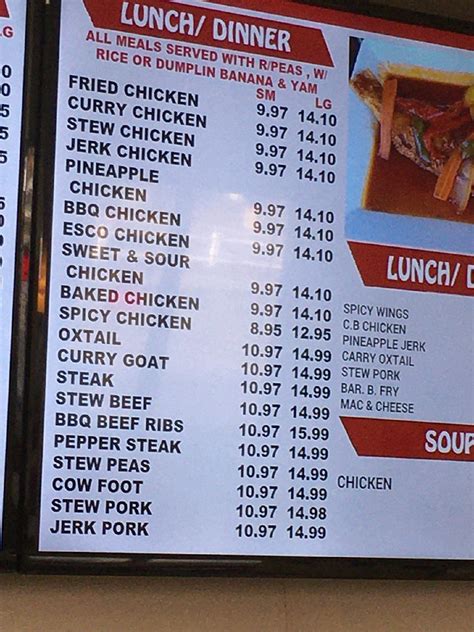 LUNCH/ DINNER
ALL MEALS SERVED WITH R/PEAS , W/
RICE OR DUMPLIN BANANA & YAM
SM LG
FRIED CHICKEN 9.97 14.10
CURRY CHICKEN 9.97 14.10
STEW CHICKEN 9.97 14.10
JERK CHICKEN 9.97 14.10
PINEAPPLE
CHICKEN 9.97 14.10
BBQ CHICKEN 9.97 14.10
ESCO CHICKEN 9.97 14.10
SWEET & SOUR
CHICKEN 9.97 14.10
BAKED CHICKEN 9.97 14.10
SPICY CHICKEN 8.95 12.95
OXTAIL 10.97 14.99
CURRY GOAT 10.97 14.99
STEAK 10.97 14.99
STEW BEEF 10.97 14.99
BBQ BEEF RIBS 10.97 15.99
PEPPER STEAK 10.97 14.99
STEW PEAS 10.97 14.99
COW FOOT 10.97 14.99
STEW PORK 10.97 14.98
JERK PORK 10.97 14.99
LUNCH/ D
SPICY WINGS
C.B CHICKEN
PINEAPPLE JERK
CARRY OXTAIL
STEW PORK
BAR. B. FRY
MAC & CHEESE
SOUP
CHICKEN